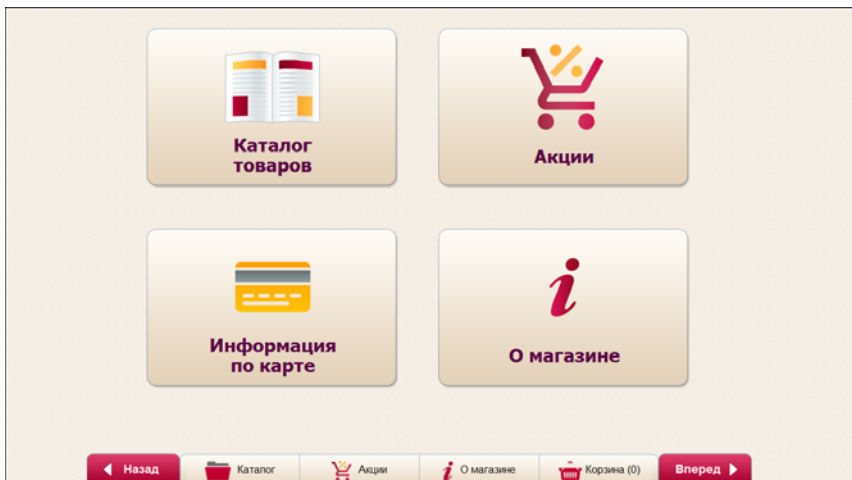 Каталог
товаров
Акции
Информация
по карте
О магазине
Назад
Каталог
Акции
О магазине
Корзина (0)
Вперед